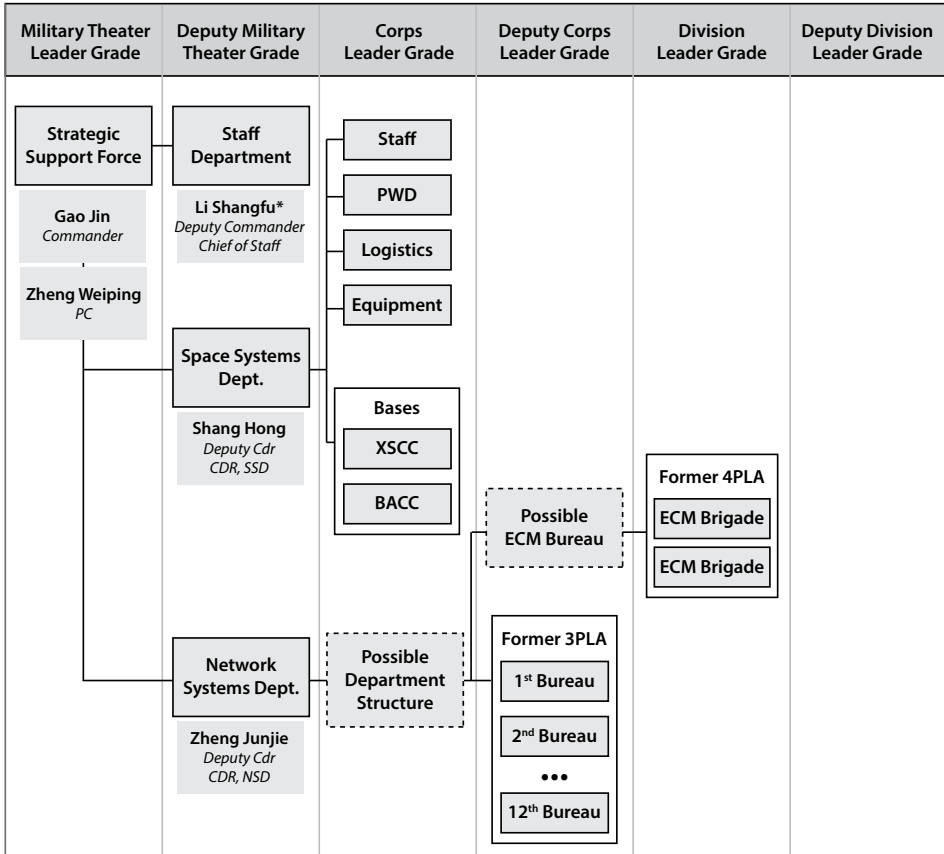 Military Theater
Leader Grade
Deputy Military
Theater Grade
Corps
Leader Grade
Deputy Corps
Leader Grade
Division
Leader Grade
Deputy Division
Leader Grade
Strategic
Support Force
Gao Jin
Commander
Zheng Weiping
PC
Staff
Department
Li Shangfu*
Deputy Commander
Chief of Staff
Space Systems
Dept.
Shang Hong
Deputy Cdr
CDR, SSD
Network
Systems Dept.
Zheng Junjie
Deputy Cdr
CDR, NSD
Staff
PWD
Logistics
Equipment
Bases
XSCC
BACC
Possible
Department
Structure
Possible
ECM Bureau
Former 3PLA
1st Bureau
2nd Bureau
•••
12th Bureau
Former 4PLA
ECM Brigade
ECM Brigade